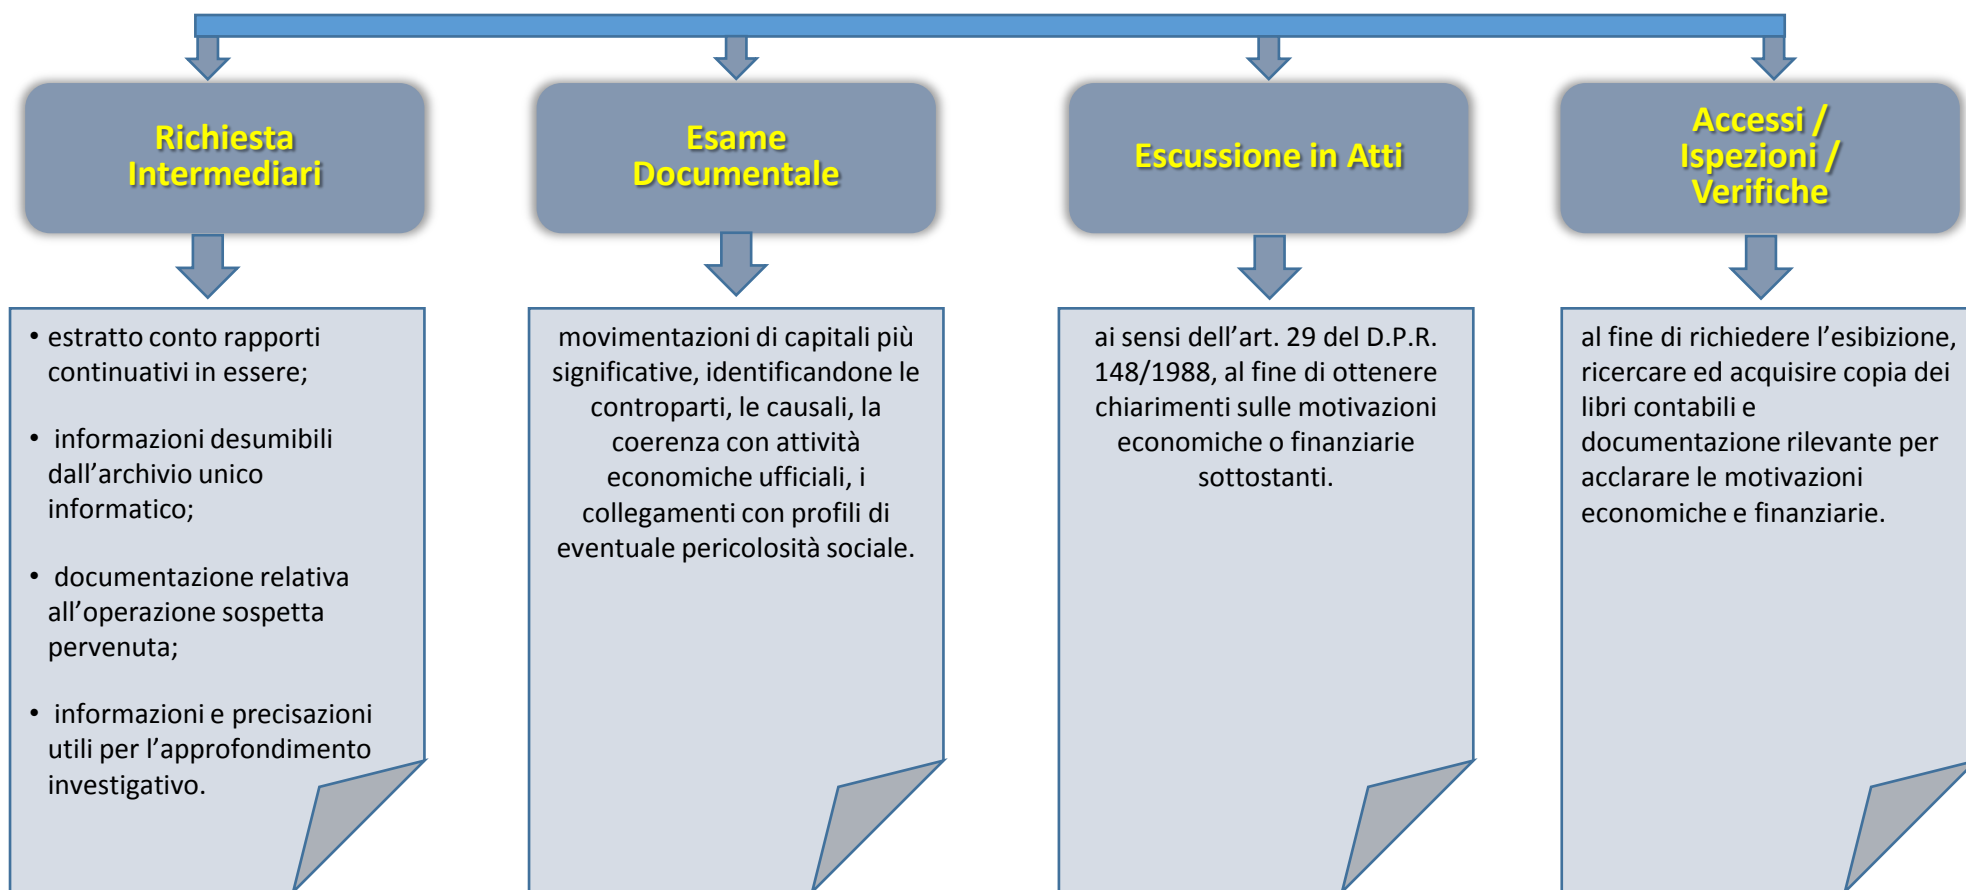 Richiesta
Intermediari
Esame
Documentale
Escussione in Atti
Accessi /
Ispezioni /
Verifiche
• estratto conto rapporti
continuativi in essere;
• informazioni desumibili
dall’archivio unico
informatico;
• documentazione relativa
all’operazione sospetta
pervenuta;
• informazioni e precisazioni
utili per l’approfondimento
investigativo.
movimentazioni di capitali più
significative, identificandone le
controparti, le causali, la
coerenza con attività
economiche ufficiali, i
collegamenti con profili di
eventuale pericolosità sociale.
ai sensi dell’art. 29 del D.P.R.
148/1988, al fine di ottenere
chiarimenti sulle motivazioni
economiche o finanziarie
sottostanti.
al fine di richiedere l’esibizione,
ricercare ed acquisire copia dei
libri contabili e
documentazione rilevante per
acclarare le motivazioni
economiche e finanziarie.